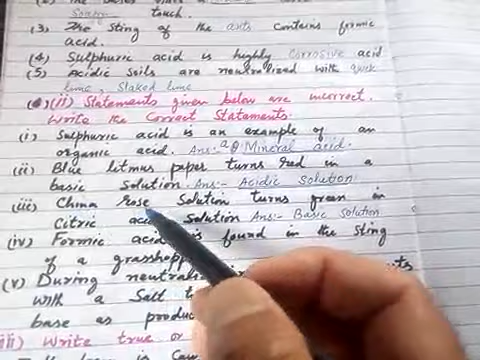 touch.
(3) The Sting of the ants Contains formic
acid.
(4) Sulphuric acid is highly Corrosive acid
(5) Acidic Soils are neutralized with quick
lime, Slaked lime
(ii) Statements given below are incorrect.
Write the Correct Statements:
(i) Sulphuric acid is an example of an
organic acid. Ans:- Mineral acid.
(ii) Blue litmus paper turns red in a
basic Solution. Ans:- Acidic Solution
(iii) China rose Solution turns green in
Citric acid Solution Ans:- Basic Solution
(iv) Formic acid is found in the Sting
of a
(v) During
with a Salt
base as
iii) Write true or